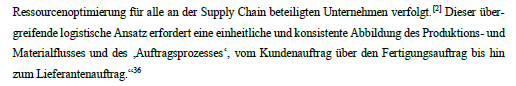 Ressourcenoptimierung für alle an der Supply Chain beteiligten Unternehmen verfolgt.[2] Dieser über-
greifende logistische Ansatz erfordert eine einheitliche und konsistente Abbildung des Produktions- und
Materialflusses und des ‚Auftragsprozesses‘, vom Kundenauftrag über den Fertigungsauftrag bis hin
zum Lieferantenauftrag.“36